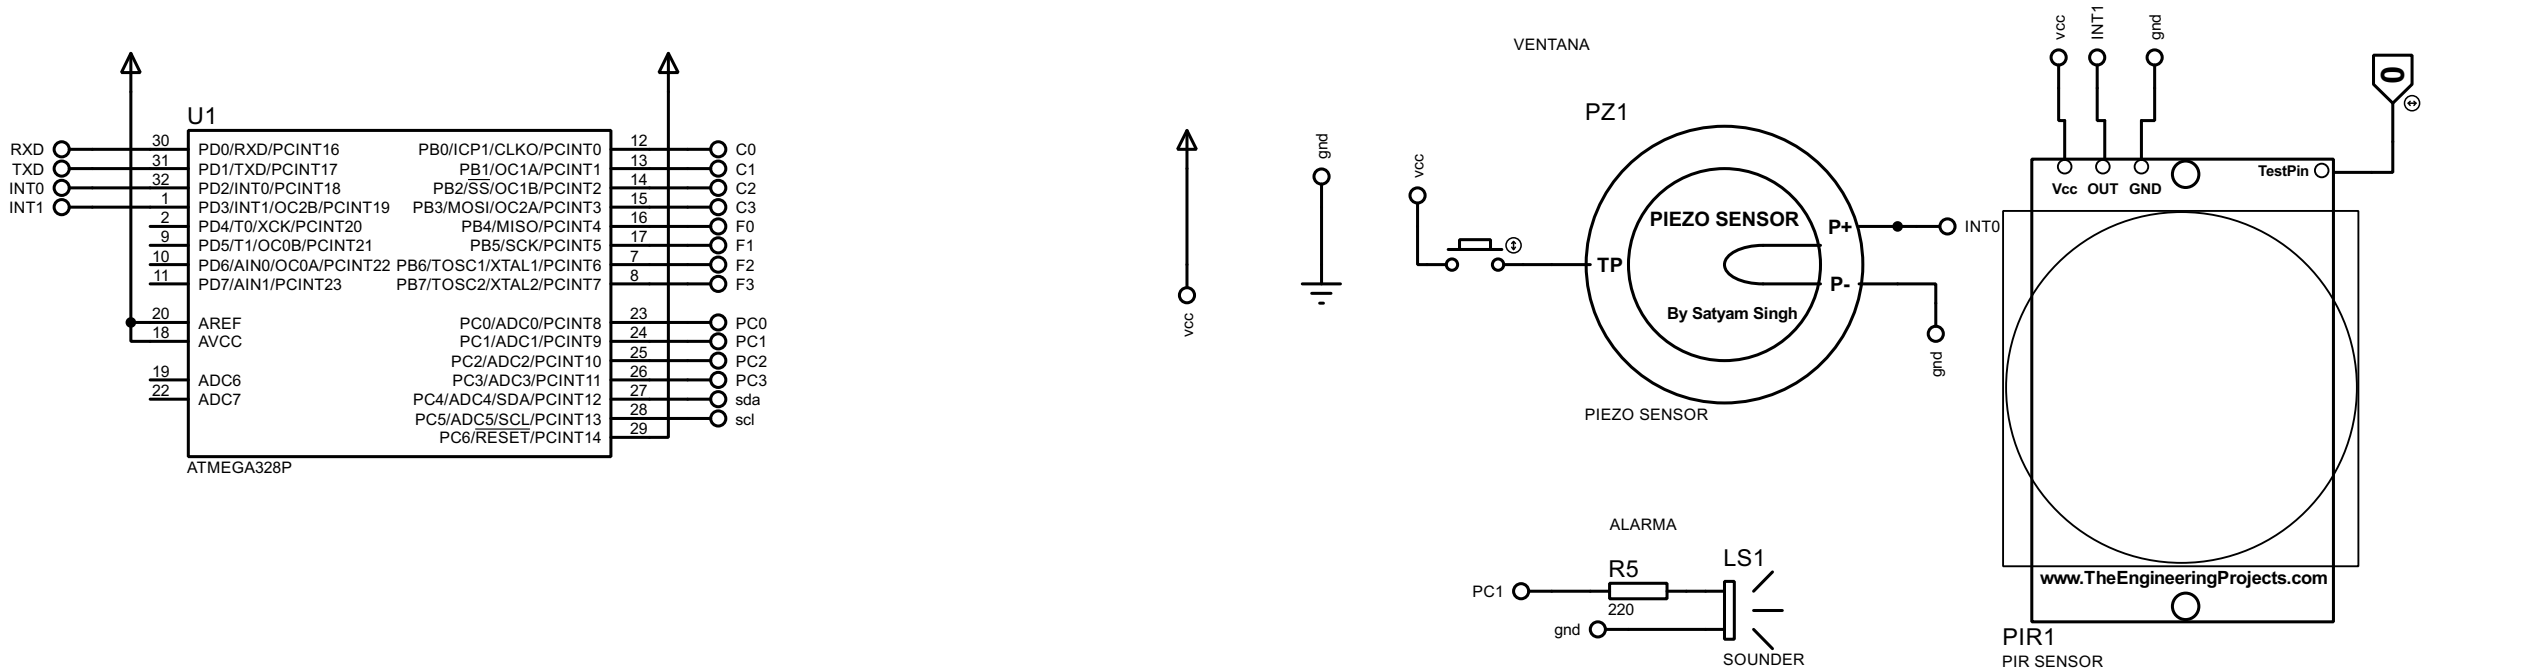 U1
RXD 30 PD0/RXD/PCINT16 PB0/ICP1/CLKO/PCINT0 12 C0
TXD 31 PD1/TXD/PCINT17 PB1/OC1A/PCINT1 13 C1
INT0 32 PD2/INT0/PCINT18 PB2/SS/OC1B/PCINT2 14 C2
INT1 1 PD3/INT1/OC2B/PCINT19 PB3/MOSI/OC2A/PCINT3 15 C3
2 PD4/T0/XCK/PCINT20 PB4/MISO/PCINT4 16 F0
9 PD5/T1/OC0B/PCINT21 PB5/SCK/PCINT5 17 F1
10 PD6/AIN0/OC0A/PCINT22 PB6/TOSC1/XTAL1/PCINT6 7 F2
11 PD7/AIN1/PCINT23 PB7/TOSC2/XTAL2/PCINT7 8 F3
20 AREF PC0/ADC0/PCINT8 23 PC0
18 AVCC PC1/ADC1/PCINT9 24 PC1
PC2/ADC2/PCINT10 25 PC2
19 ADC6 PC3/ADC3/PCINT11 26 PC3
22 ADC7 PC4/ADC4/SDA/PCINT12 27 sda
PC5/ADC5/SCL/PCINT13 28 scl
PC6/RESET/PCINT14 29
ATMEGA328P
vcc
gnd
VENTANA
PZ1
vcc
PIEZO SENSOR
P+ INT0
TP
P-
By Satyam Singh
gnd
PIEZO SENSOR
ALARMA
LS1
R5
PC1
220
gnd
SOUNDER
vcc INT1 gnd
0
TestPin
Vcc OUT GND
www.TheEngineeringProjects.com
PIR1
PIR SENSOR